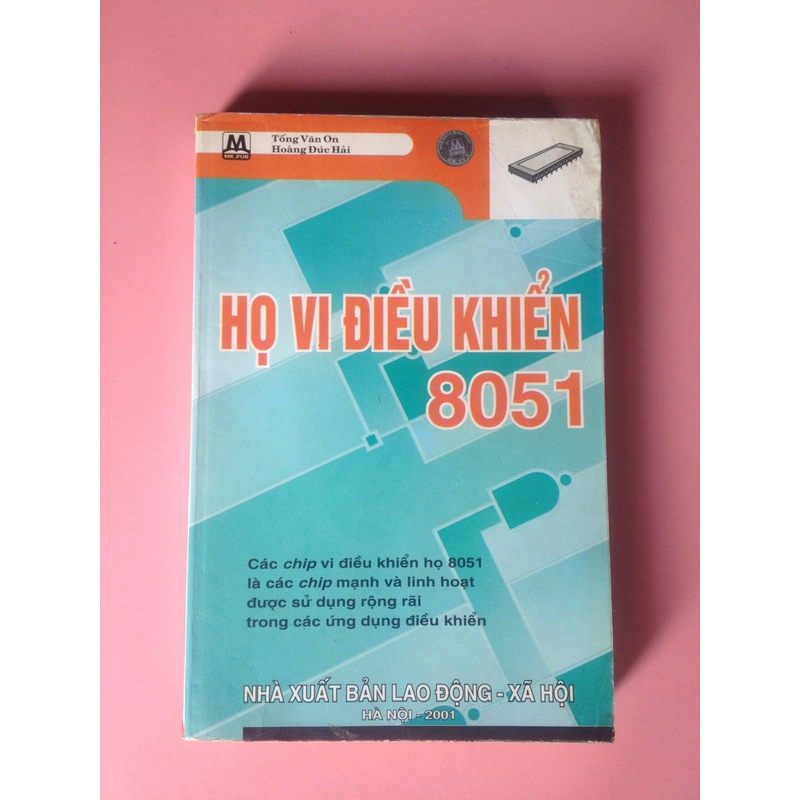 MK.PUB
Tống Văn On
Hoàng Đức Hải
HỌ VI ĐIỀU KHIỂN
8051
Các chip vi điều khiển họ 8051
là các chip mạnh và linh hoạt
được sử dụng rộng rãi
trong các ứng dụng điều khiển
NHÀ XUẤT BẢN LAO ĐỘNG - XÃ HỘI
HÀ NỘI - 2001